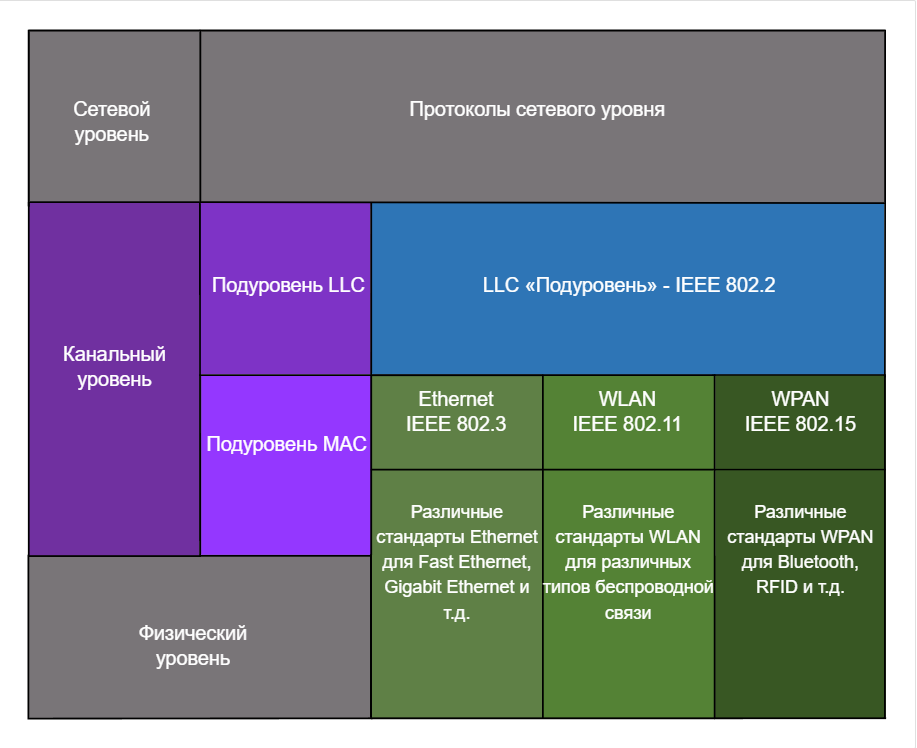 Сетевой
уровень
Протоколы сетевого уровня
Канальный
уровень
Подуровень LLC
LLC «Подуровень» - IEEE 802.2
Подуровень MAC
Ethernet
IEEE 802.3
WLAN
IEEE 802.11
WPAN
IEEE 802.15
Различные
стандарты Ethernet
для Fast Ethernet,
Gigabit Ethernet и
т.д.
Различные
стандарты WLAN
для различных
типов беспроводной
связи
Различные
стандарты WPAN
для Bluetooth,
RFID и т.д.
Физический
уровень